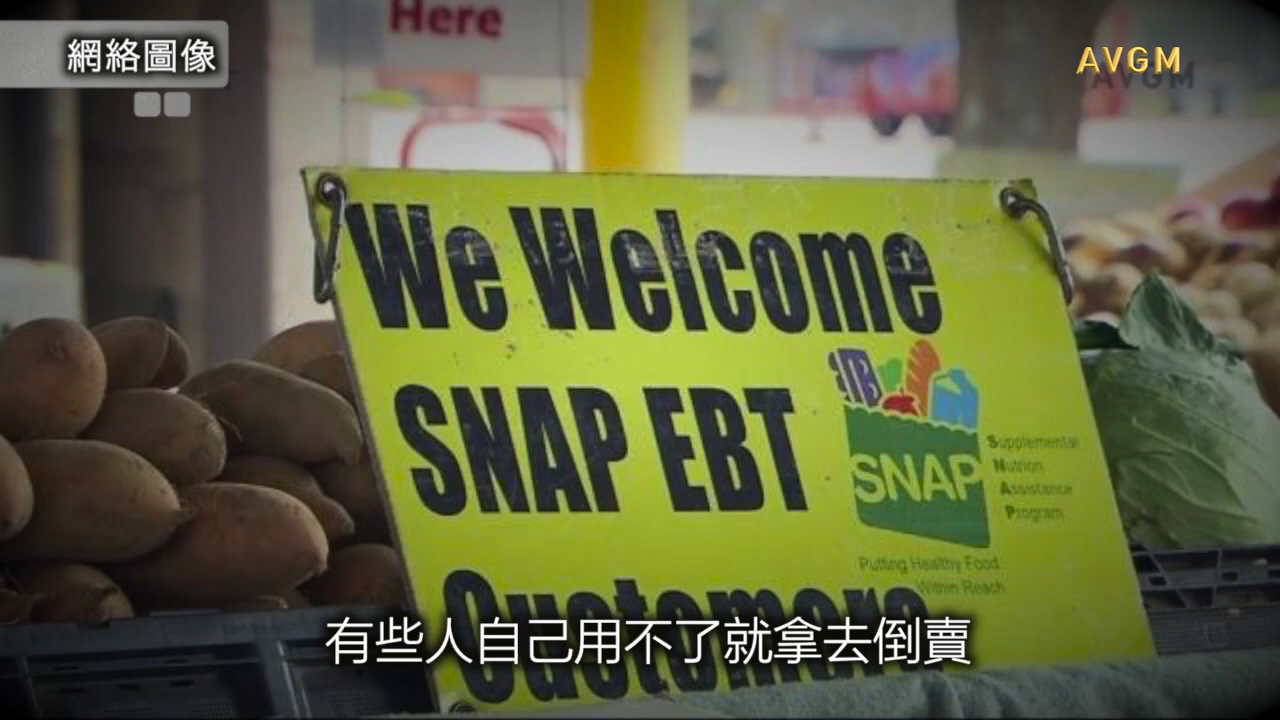 Here
網絡圖像
AVGM
We Welcome
SNAP EBT
Customers
SNAP
Supplemental
Nutrition
Assistance
Program
Putting Healthy Food
Within Reach
有些人自己用不了就拿去倒賣